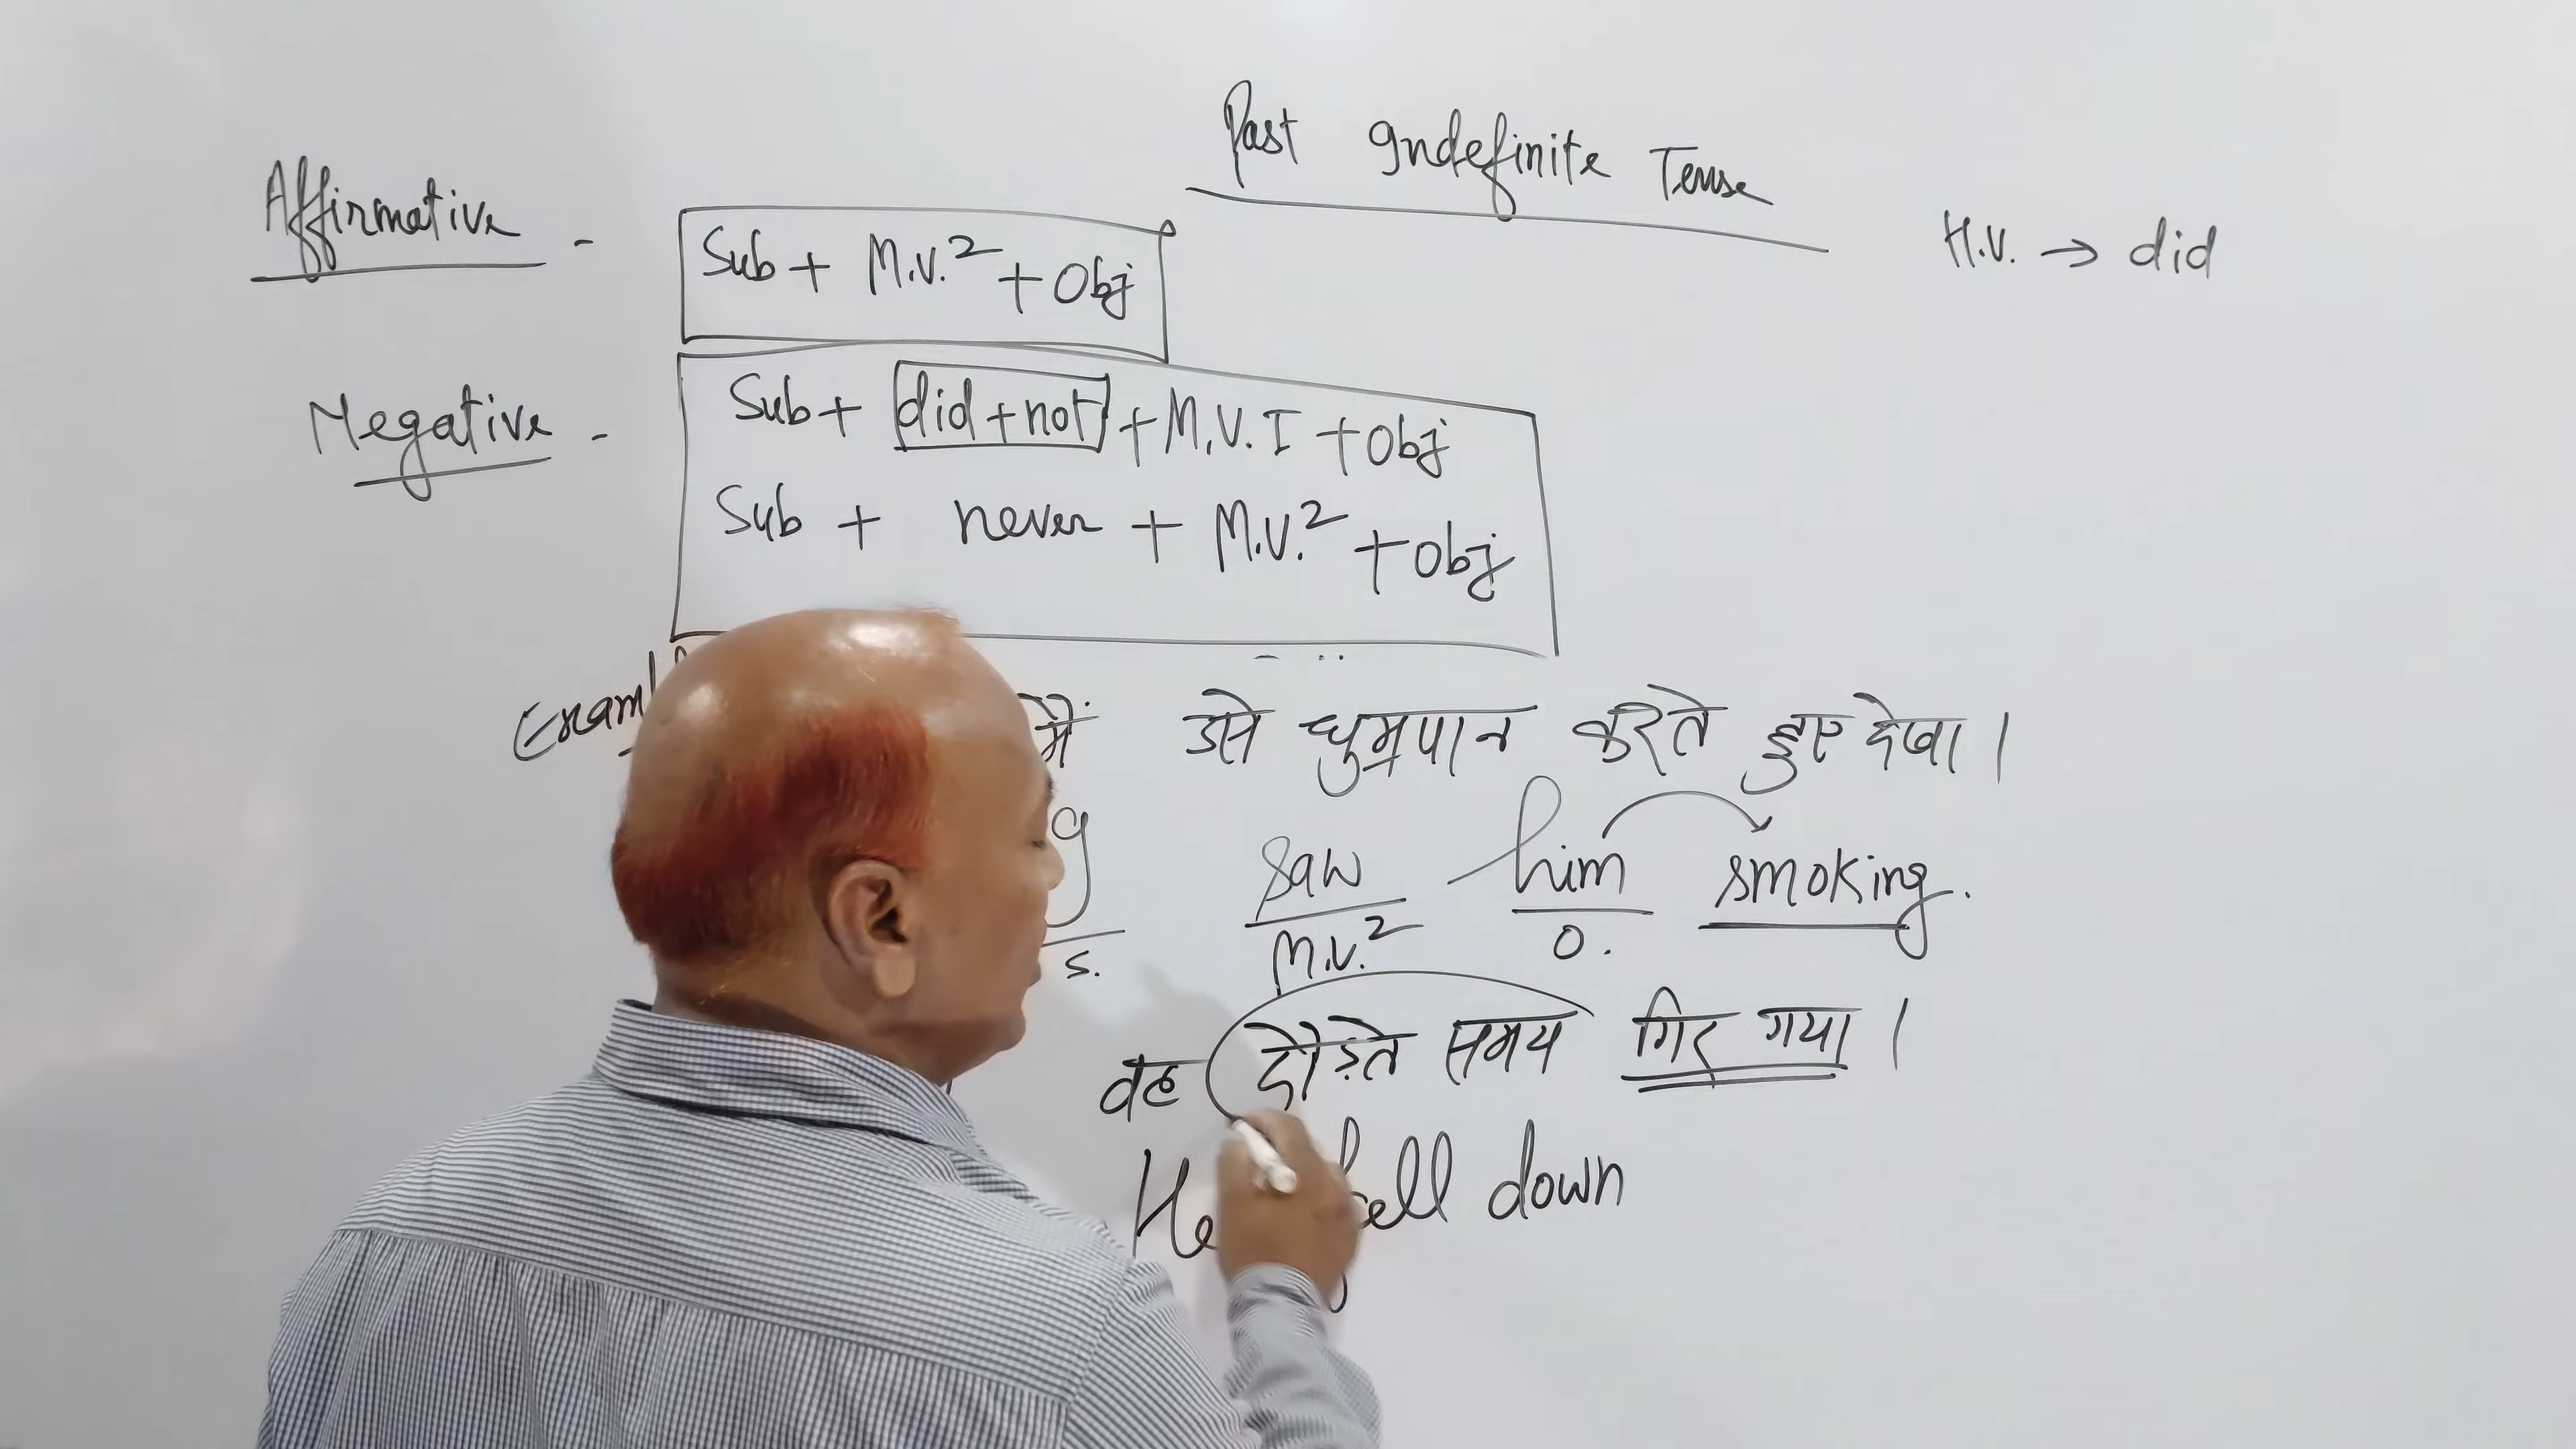 Past Indefinite Tense
H.V. → did
Affirmative - Sub + M.V.² + Obj
Negative - Sub + did + not + M.V. I + Obj
Sub + never + M.V.² + Obj
उसे धुम्रपान करते हुए देखा।
I saw him smoking.
S. M.V.² O.
वह दौड़ते समय गिर गया।
He fell down